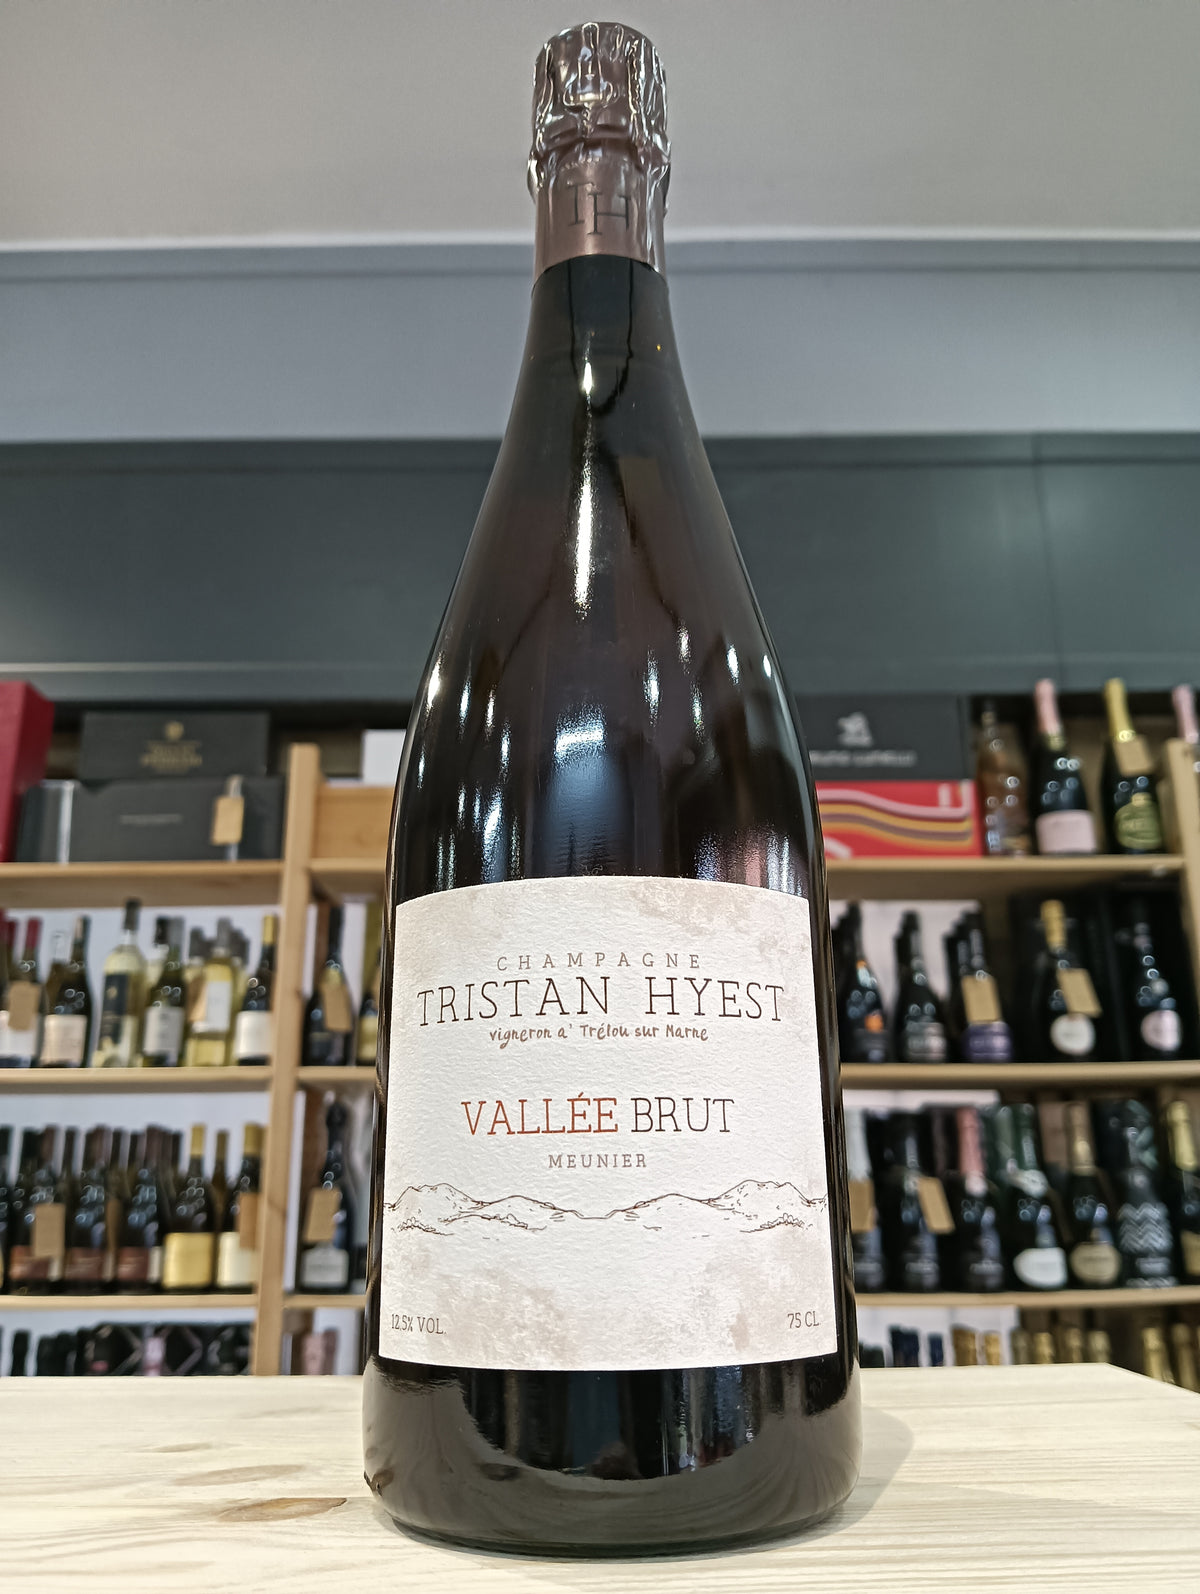 TH
CHAMPAGNE
TRISTAN HYEST
vigneron a' Trélou sur Marne
VALLÉE BRUT
MEUNIER
12.5% VOL.
75 CL